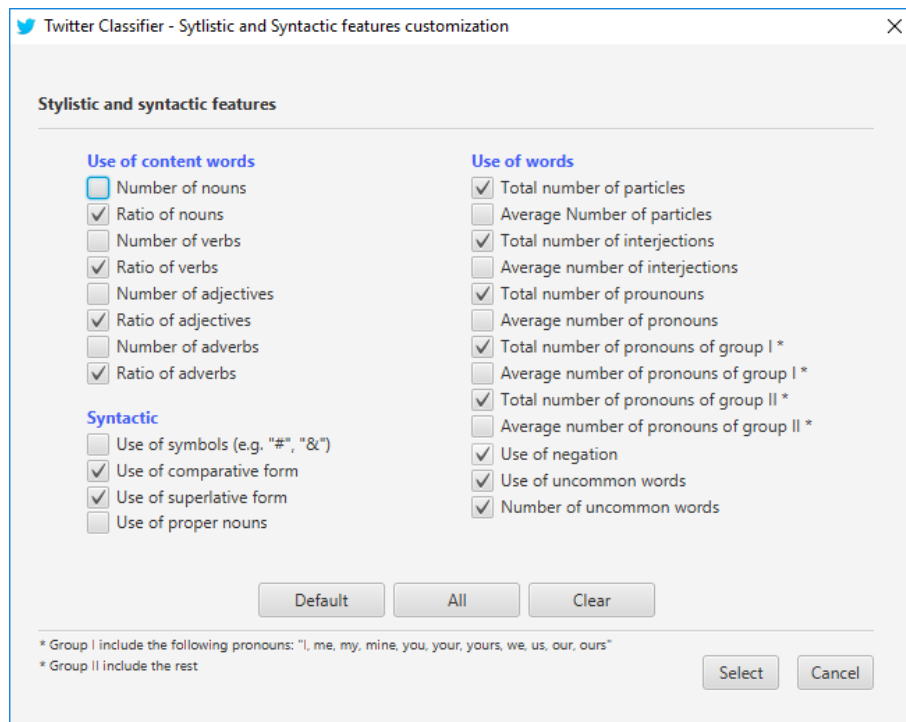 Twitter Classifier - Sytlistic and Syntactic features customization
Stylistic and syntactic features
Use of content words
Number of nouns
Ratio of nouns
Number of verbs
Ratio of verbs
Number of adjectives
Ratio of adjectives
Number of adverbs
Ratio of adverbs
Syntactic
Use of symbols (e.g. "#", "&")
Use of comparative form
Use of superlative form
Use of proper nouns
Use of words
Total number of particles
Average Number of particles
Total number of interjections
Average number of interjections
Total number of prounouns
Average number of pronouns
Total number of pronouns of group I *
Average number of pronouns of group I *
Total number of pronouns of group II *
Average number of pronouns of group II *
Use of negation
Use of uncommon words
Number of uncommon words
Default
All
Clear
* Group I include the following pronouns: "I, me, my, mine, you, your, yours, we, us, our, ours"
* Group II include the rest
Select
Cancel